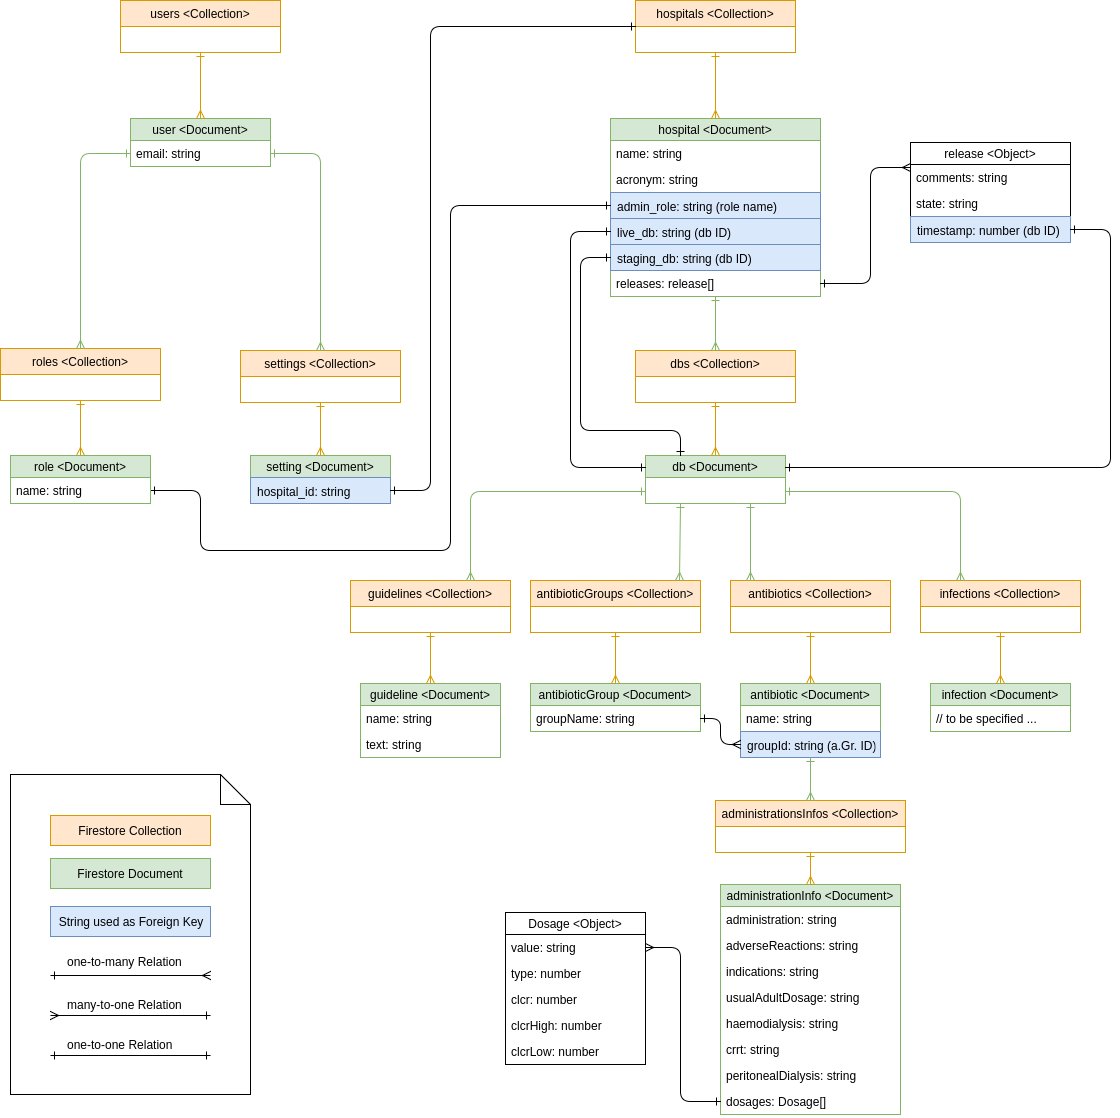 users <Collection>
hospitals <Collection>
user <Document>
email: string
hospital <Document>
name: string
acronym: string
admin_role: string (role name)
live_db: string (db ID)
staging_db: string (db ID)
releases: release[]
release <Object>
comments: string
state: string
timestamp: number (db ID)
roles <Collection>
settings <Collection>
dbs <Collection>
role <Document>
name: string
setting <Document>
hospital_id: string
db <Document>
guidelines <Collection>
antibioticGroups <Collection>
antibiotics <Collection>
infections <Collection>
guideline <Document>
name: string
text: string
antibioticGroup <Document>
groupName: string
antibiotic <Document>
name: string
groupId: string (a.Gr. ID)
infection <Document>
// to be specified ...
administrationsInfos <Collection>
administrationInfo <Document>
administration: string
adverseReactions: string
indications: string
usualAdultDosage: string
haemodialysis: string
crrt: string
peritonealDialysis: string
dosages: Dosage[]
Dosage <Object>
value: string
type: number
clcr: number
clcrHigh: number
clcrLow: number
Firestore Collection
Firestore Document
String used as Foreign Key
one-to-many Relation
many-to-one Relation
one-to-one Relation